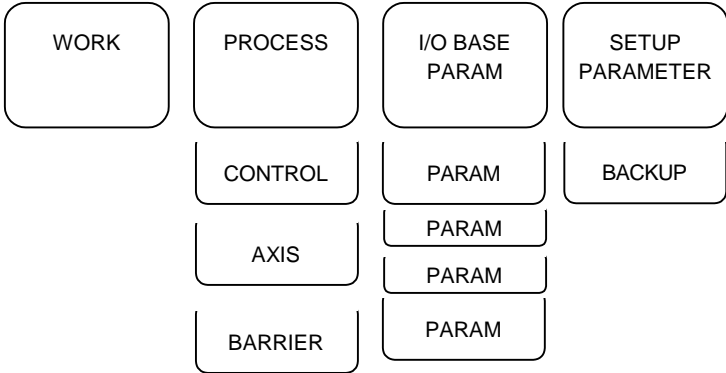 WORK
PROCESS
I/O BASE
PARAM
SETUP
PARAMETER
CONTROL
PARAM
BACKUP
PARAM
AXIS
PARAM
BARRIER
PARAM